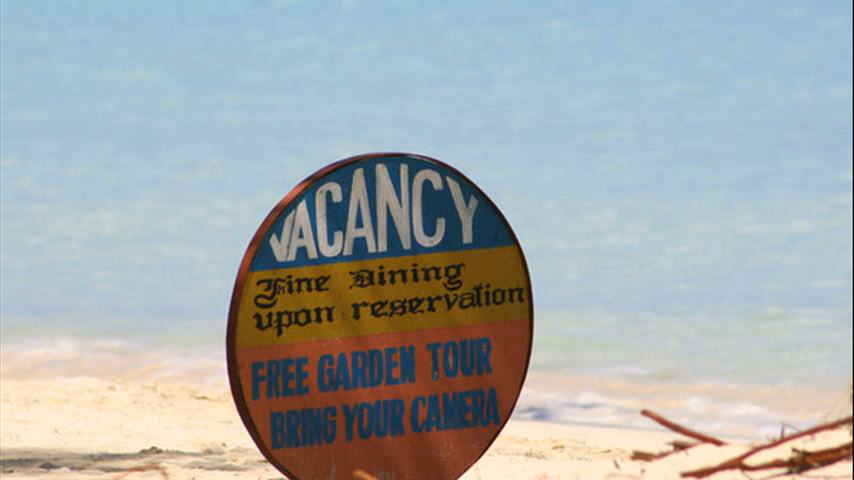 VACANCY
Fine Dining
upon reservation
FREE GARDEN TOUR
BRING YOUR CAMERA